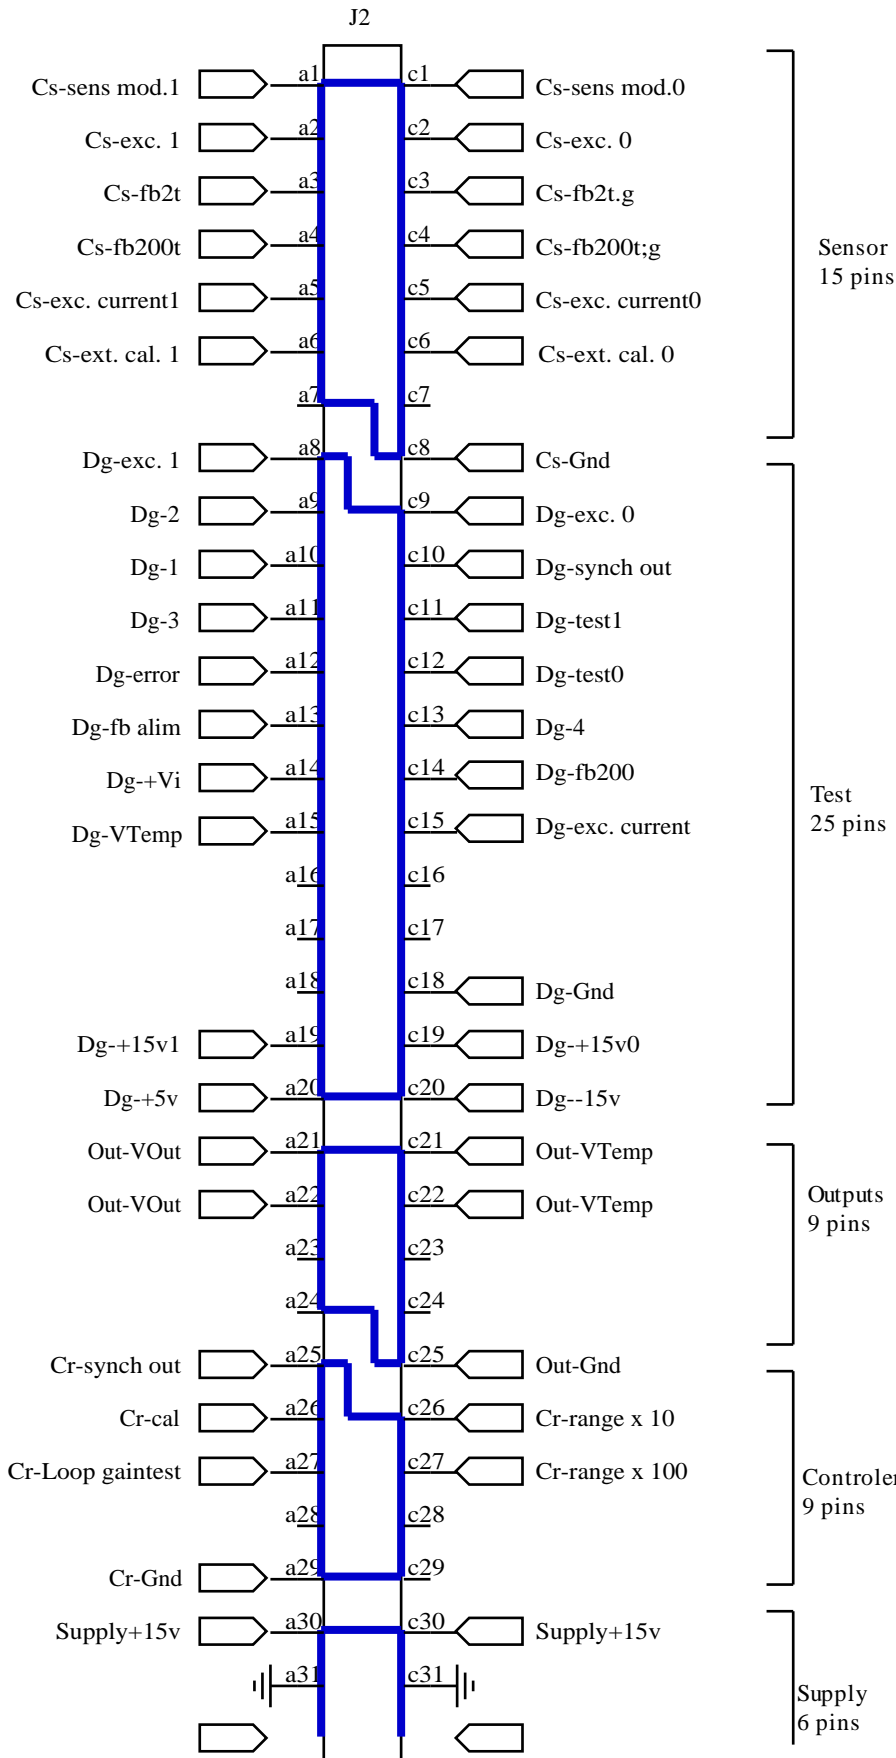 J2
Cs-sens mod.1 a1 c1 Cs-sens mod.0
Cs-exc. 1 a2 c2 Cs-exc. 0
Cs-fb2t a3 c3 Cs-fb2t.g
Cs-fb200t a4 c4 Cs-fb200t;g
Sensor
15 pins
Cs-exc. current1 a5 c5 Cs-exc. current0
Cs-ext. cal. 1 a6 c6 Cs-ext. cal. 0
a7 c7
Dg-exc. 1 a8 c8 Cs-Gnd
Dg-2 a9 c9 Dg-exc. 0
Dg-1 a10 c10 Dg-synch out
Dg-3 a11 c11 Dg-test1
Dg-error a12 c12 Dg-test0
Dg-fb alim a13 c13 Dg-4
Dg-+Vi a14 c14 Dg-fb200
Test
25 pins
Dg-VTemp a15 c15 Dg-exc. current
a16 c16
a17 c17
a18 c18 Dg-Gnd
Dg-+15v1 a19 c19 Dg-+15v0
Dg-+5v a20 c20 Dg--15v
Out-VOut a21 c21 Out-VTemp
Out-VOut a22 c22 Out-VTemp
Outputs
9 pins
a23 c23
a24 c24
Cr-synch out a25 c25 Out-Gnd
Cr-cal a26 c26 Cr-range x 10
Cr-Loop gaintest a27 c27 Cr-range x 100
Controler
9 pins
a28 c28
Cr-Gnd a29 c29
Supply+15v a30 c30 Supply+15v
a31 c31
Supply
6 pins